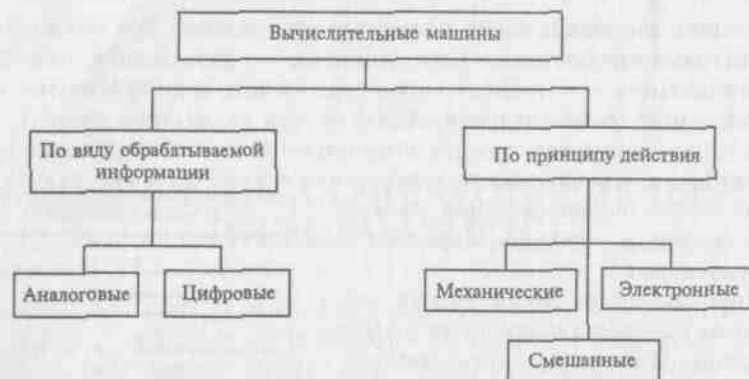 Вычислительные машины
По виду обрабатываемой
информации
По принципу действия
Аналоговые
Цифровые
Механические
Электронные
Смешанные